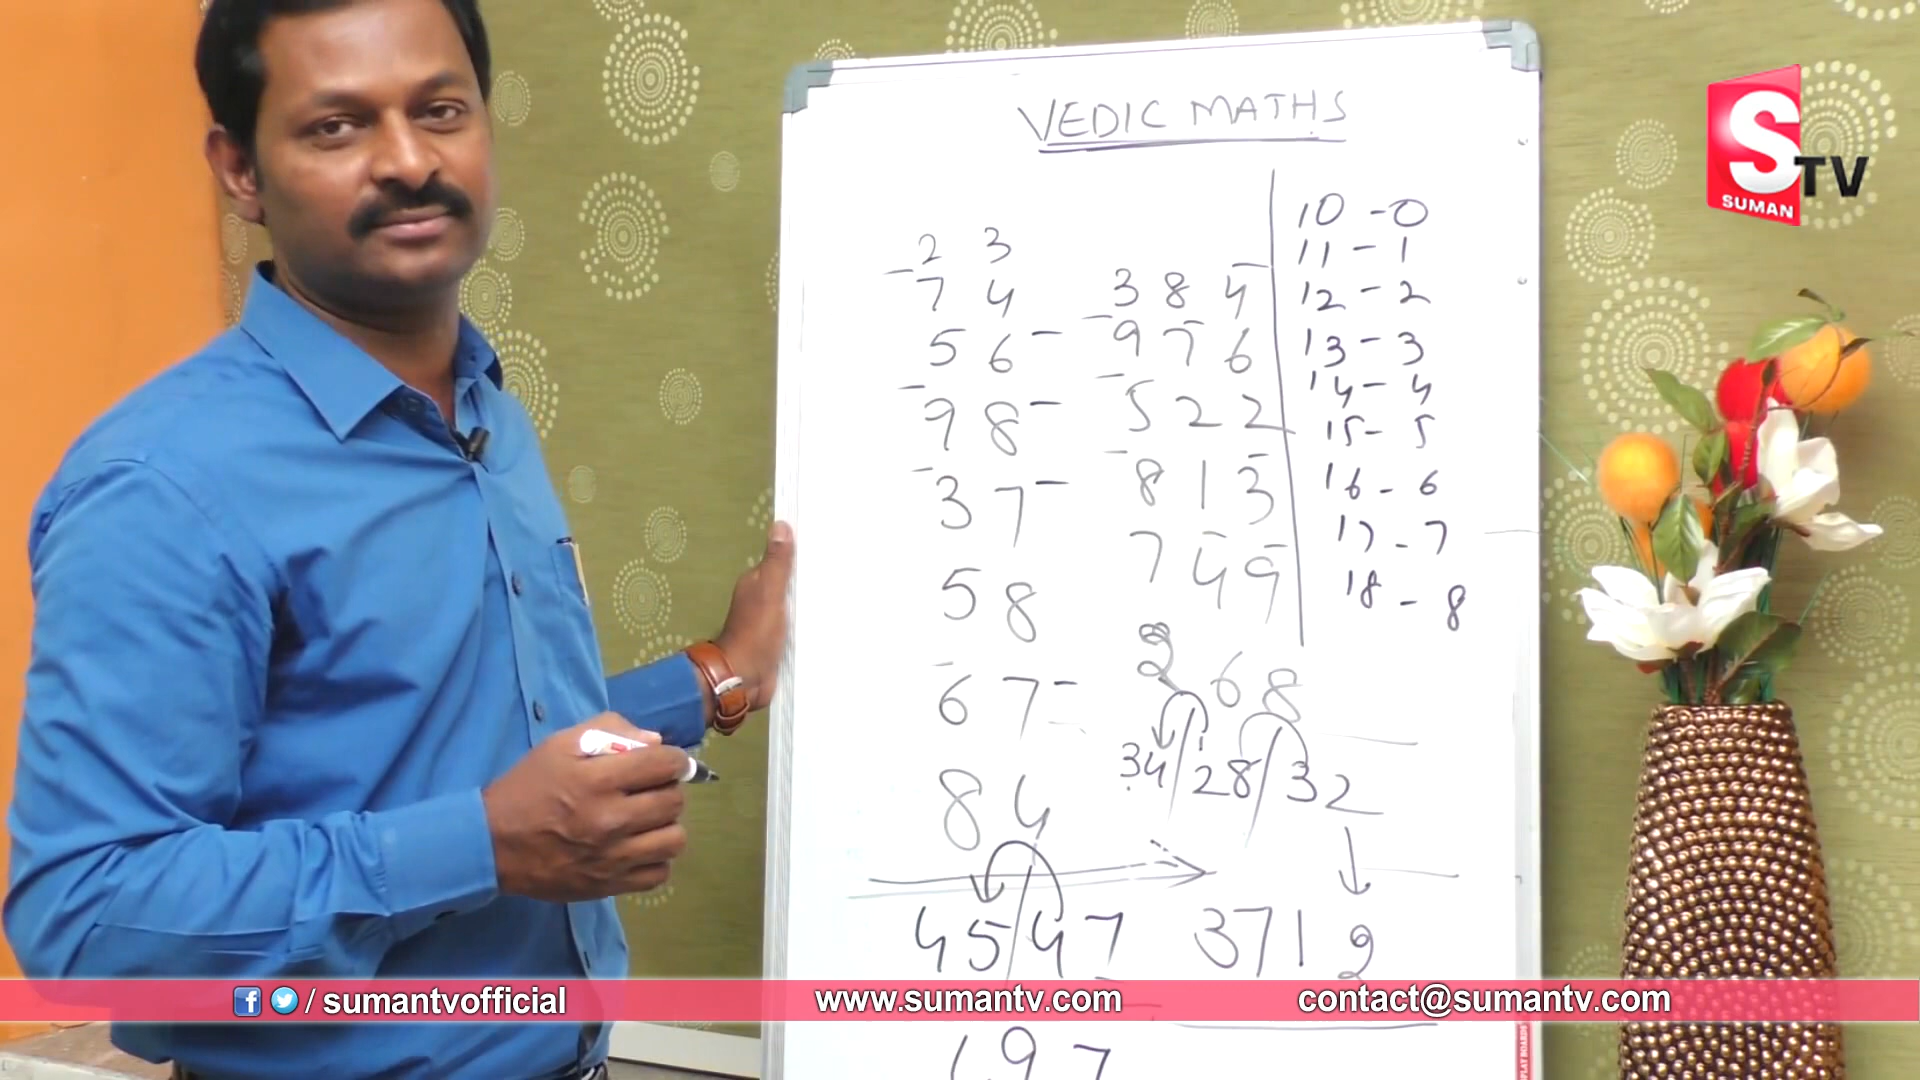 VEDIC MATHS
S TV
SUMAN
2 3
7 4
5 6
9 8
3 7
5 8
6 7
8 4
45/47
497
3 8 4
9 7 6
5 2 2
8 1 3
7 4 9
2 6 8
34/28/32
3712
10 - 0
11 - 1
12 - 2
13 - 3
14 - 4
15 - 5
16 - 6
17 - 7
18 - 8
/ sumantvofficial
www.sumantv.com
contact@sumantv.com